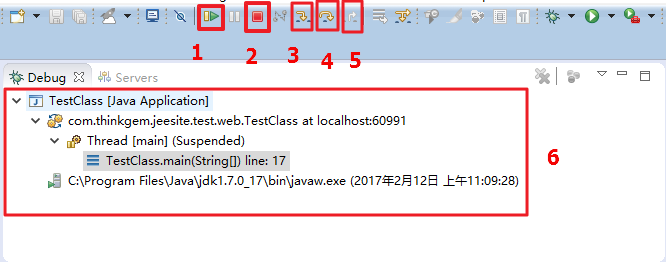 1
2
3
4
5
Debug
Servers
TestClass [Java Application]
com.thinkgem.jeesite.test.web.TestClass at localhost:60991
Thread [main] (Suspended)
TestClass.main(String[]) line: 17
6
C:\Program Files\Java\jdk1.7.0_17\bin\javaw.exe (2017年2月12日 上午11:09:28)